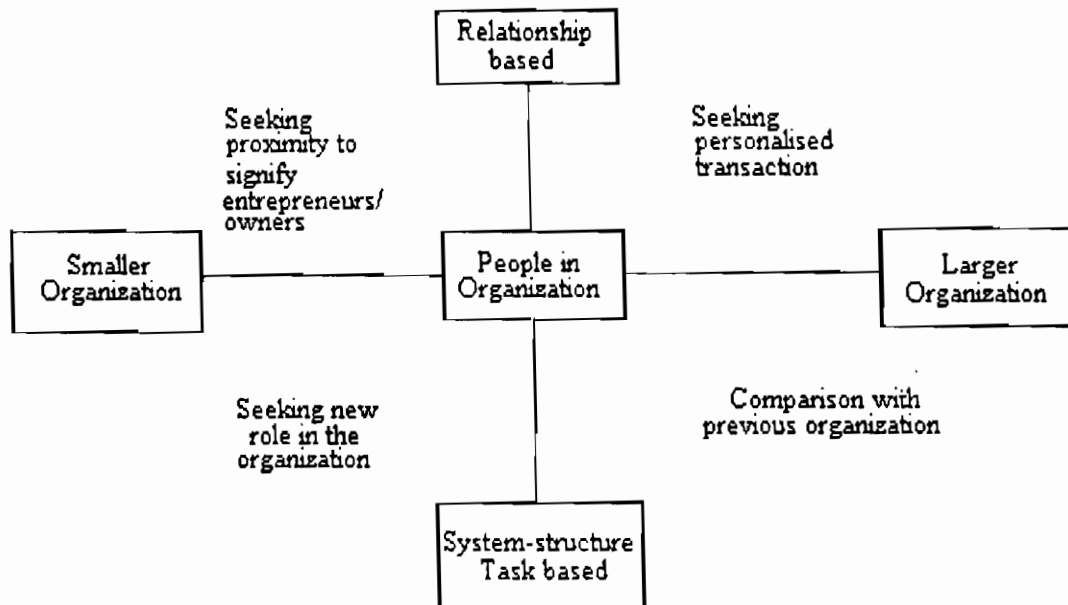 Relationship
based
Seeking
proximity to
signify
entrepreneurs/
owners
Seeking
personalised
transaction
Smaller
Organization
People in
Organization
Larger
Organization
Seeking new
role in the
organization
Comparison with
previous organization
System-structure
Task based